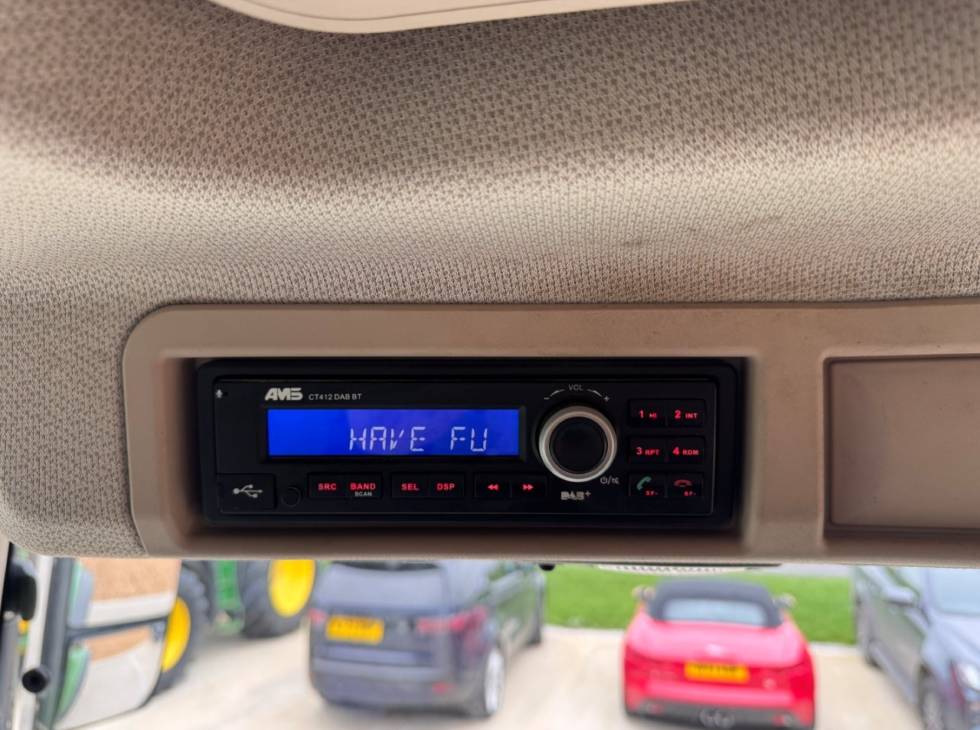 AMS CT412 DAB BT
VOL
- +
HAVE FU
1 2 INT
3 RPT 4 RDM
SRC BAND SEL DSP
SCAN
DAB+